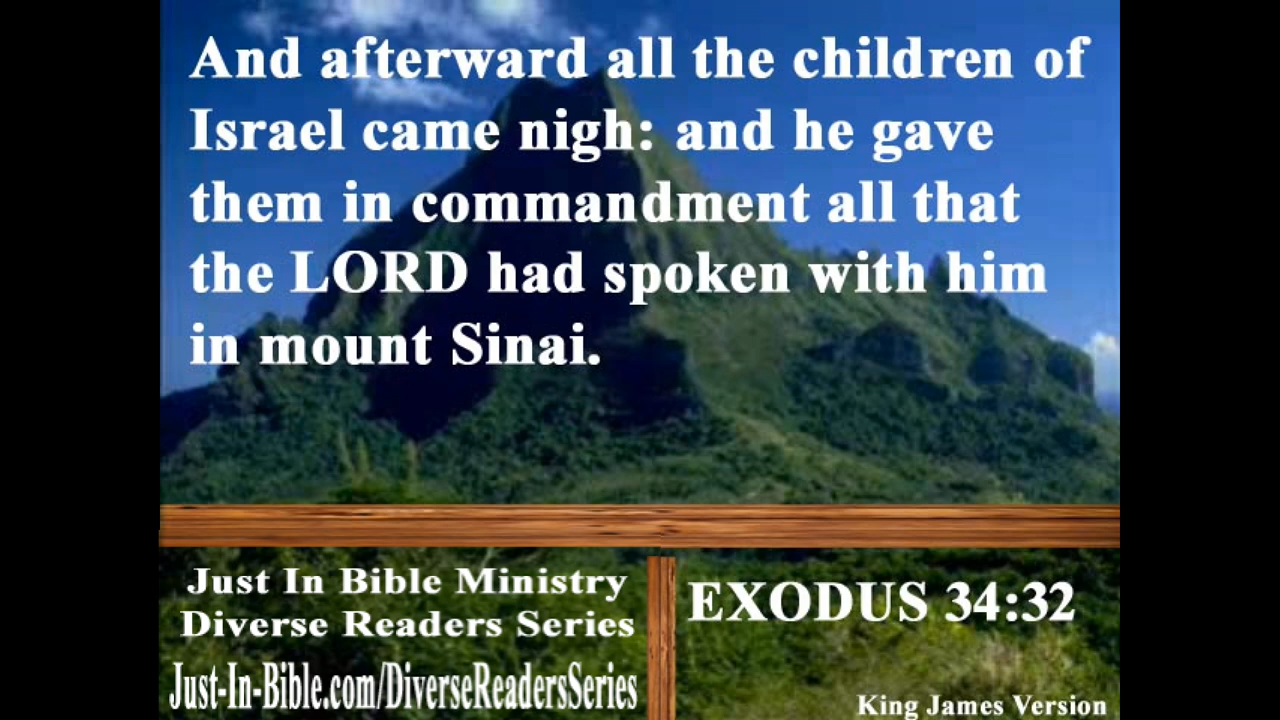 And afterward all the children of
Israel came nigh: and he gave
them in commandment all that
the LORD had spoken with him
in mount Sinai.
Just In Bible Ministry
Diverse Readers Series
Just-In-Bible.com/DiverseReadersSeries
EXODUS 34:32
King James Version